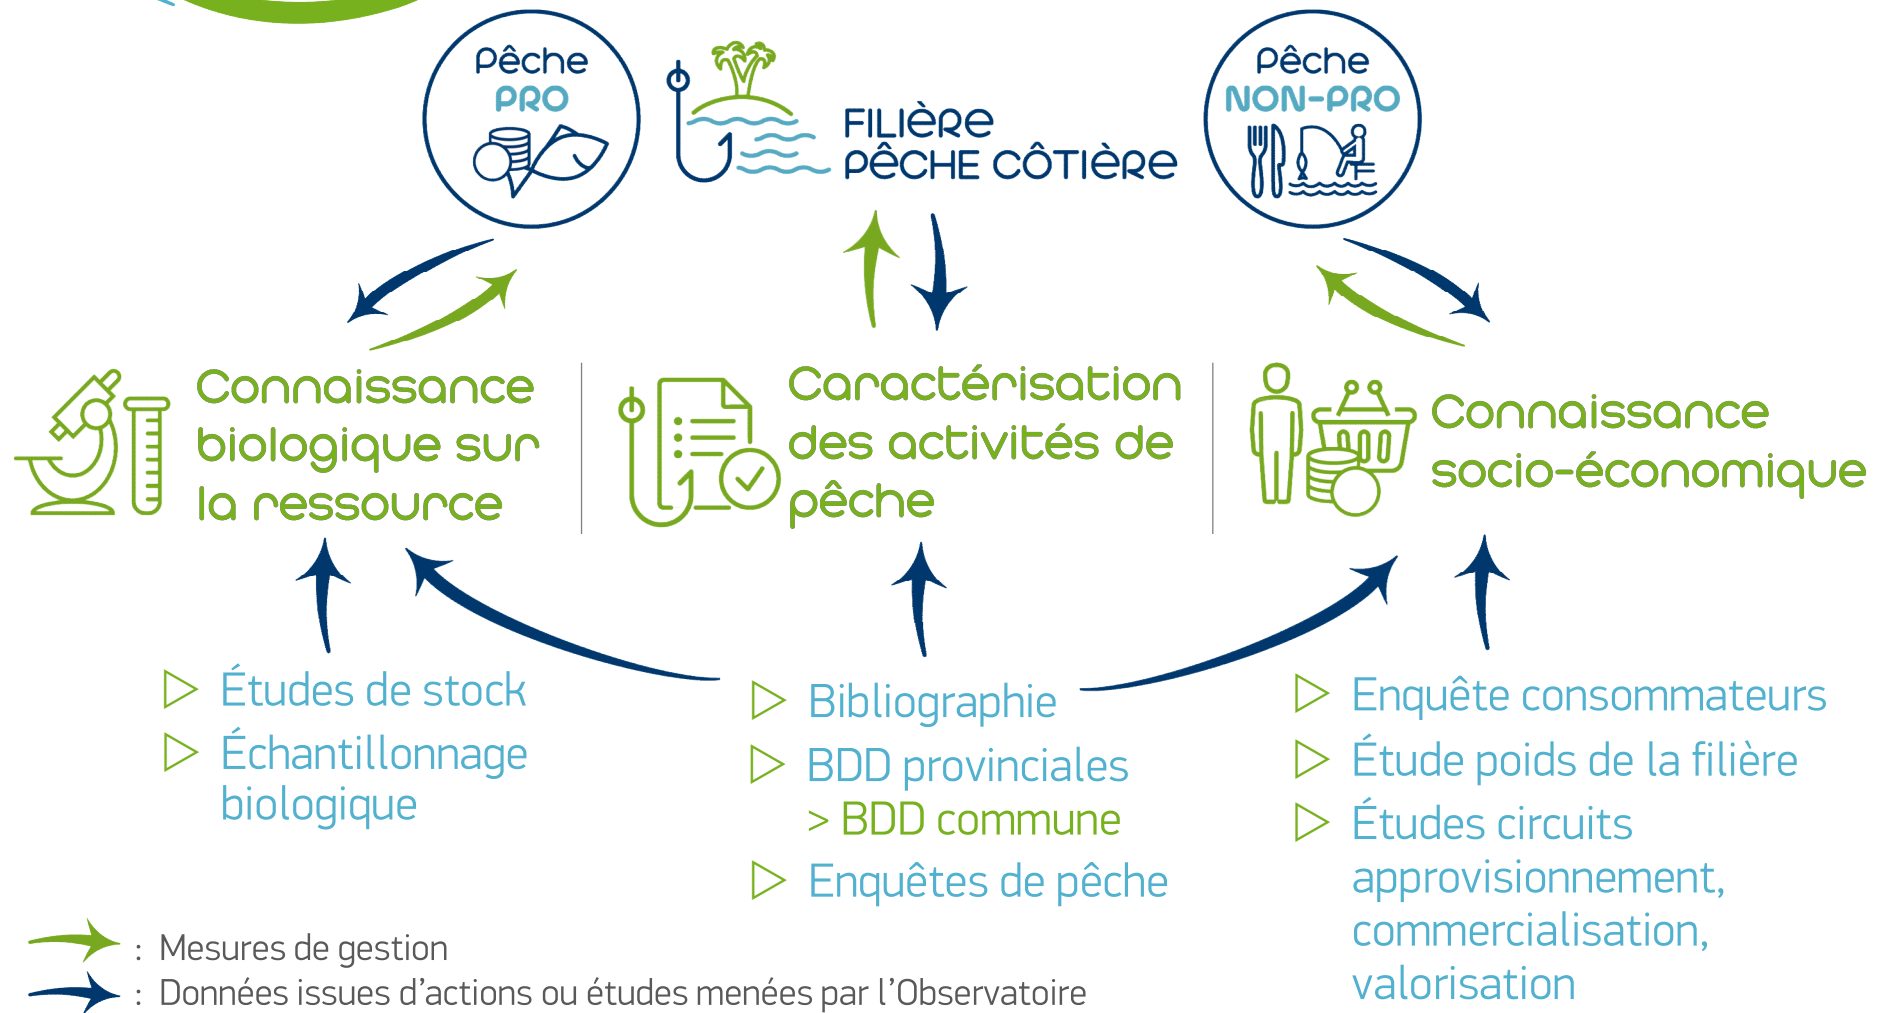 Pêche
PRO
FILIÈRE
PÊCHE CÔTIÈRE
Pêche
NON-PRO
Connaissance
biologique sur
la ressource
Caractérisation
des activités de
pêche
Connaissance
socio-économique
Études de stock
Échantillonnage
biologique
Bibliographie
BDD provinciales
> BDD commune
Enquêtes de pêche
Enquête consommateurs
Étude poids de la filière
Études circuits
approvisionnement,
commercialisation,
valorisation
: Mesures de gestion
: Données issues d'actions ou études menées par l'Observatoire